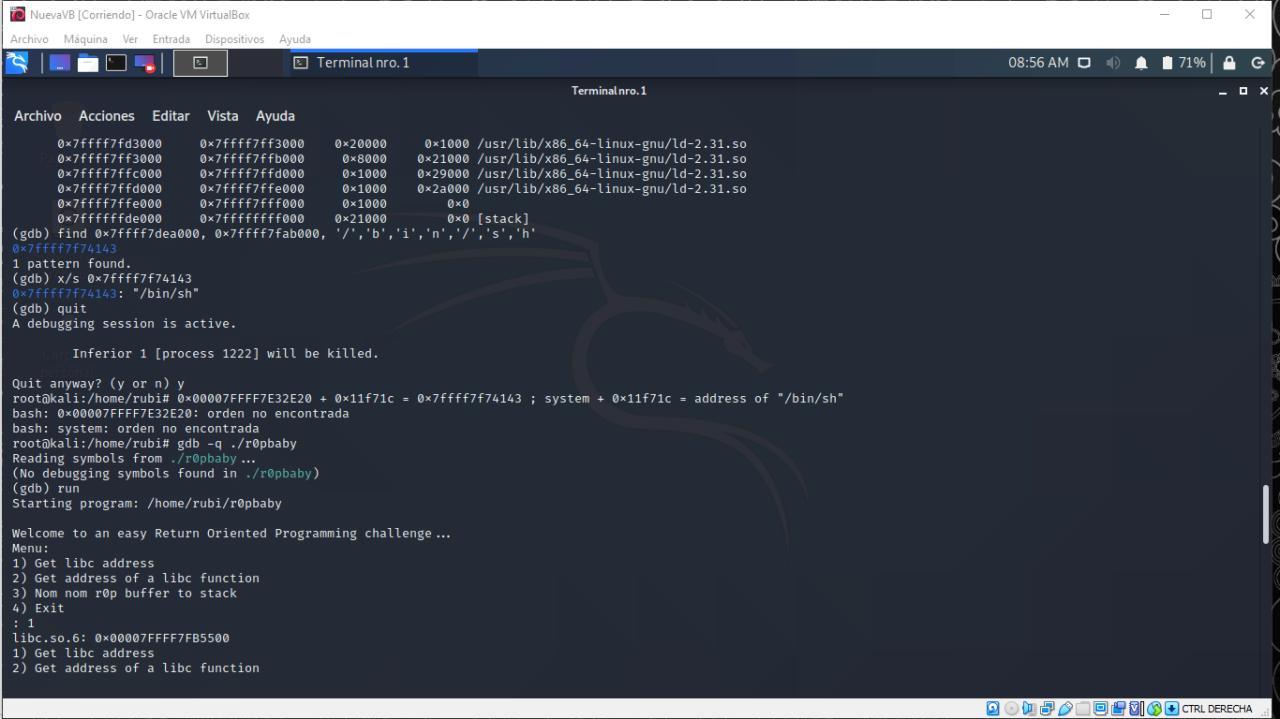 NuevaVB [Corriendo] - Oracle VM VirtualBox
Archivo Máquina Ver Entrada Dispositivos Ayuda
Terminal nro. 1
08:56 AM 71%
Terminal nro. 1
Archivo Acciones Editar Vista Ayuda
0×7ffff7fd3000 0×7ffff7ff3000 0×20000 0×1000 /usr/lib/x86_64-linux-gnu/ld-2.31.so
0×7ffff7ff3000 0×7ffff7ffb000 0×8000 0×21000 /usr/lib/x86_64-linux-gnu/ld-2.31.so
0×7ffff7ffc000 0×7ffff7ffd000 0×1000 0×29000 /usr/lib/x86_64-linux-gnu/ld-2.31.so
0×7ffff7ffd000 0×7ffff7ffe000 0×1000 0×2a000 /usr/lib/x86_64-linux-gnu/ld-2.31.so
0×7ffff7ffe000 0×7ffff7fff000 0×1000 0×0
0×7ffffffde000 0×7ffffffff000 0×21000 0×0 [stack]
(gdb) find 0×7ffff7dea000, 0×7ffff7fab000, '/','b','i','n','/','s','h'
0×7ffff7f74143
1 pattern found.
(gdb) x/s 0×7ffff7f74143
0×7ffff7f74143: "/bin/sh"
(gdb) quit
A debugging session is active.
Inferior 1 [process 1222] will be killed.
Quit anyway? (y or n) y
root@kali:/home/rubi# 0×00007FFFF7E32E20 + 0×11f71c = 0×7ffff7f74143 ; system + 0×11f71c = address of "/bin/sh"
bash: 0×00007FFFF7E32E20: orden no encontrada
bash: system: orden no encontrada
root@kali:/home/rubi# gdb -q ./r0pbaby
Reading symbols from ./r0pbaby...
(No debugging symbols found in ./r0pbaby)
(gdb) run
Starting program: /home/rubi/r0pbaby
Welcome to an easy Return Oriented Programming challenge...
Menu:
1) Get libc address
2) Get address of a libc function
3) Nom nom r0p buffer to stack
4) Exit
: 1
libc.so.6: 0×00007FFFF7FB5500
1) Get libc address
2) Get address of a libc function
CTRL DERECHA